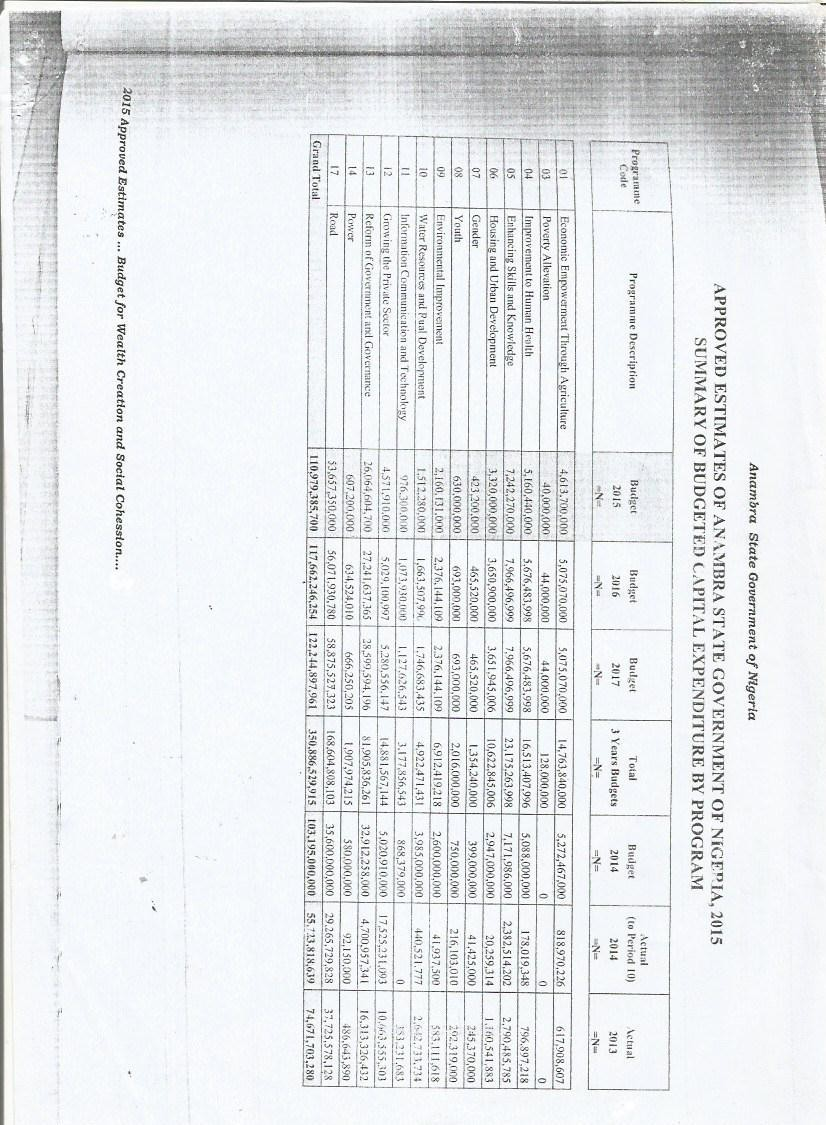 Anambra State Government of Nigeria
APPROVED ESTIMATES OF ANAMBRA STATE GOVERNMENT OF NIGERIA, 2015
SUMMARY OF BUDGETED CAPITAL EXPENDITURE BY PROGRAM
Programme Code Programme Description Budget 2015 =N= Budget 2016 =N= Budget 2017 =N= Total 3 Years Budgets =N= Budget 2014 =N= Actual (to Period 10) 2014 =N= Actual 2013 =N=
01 Economic Empowerment Through Agriculture 4,613,700,000 5,075,070,000 5,075,070,000 14,763,840,000 5,272,467,000 818,970,226 617,908,607
03 Poverty Allevation 40,000,000 44,000,000 44,000,000 128,000,000 0 0 0
04 Improvement to Human Health 5,160,440,000 5,676,483,998 5,676,483,998 16,513,407,996 5,088,000,000 178,019,348 796,897,218
05 Enhancing Skills and Knowledge 7,242,270,000 7,966,496,999 7,966,496,999 23,175,263,998 7,171,986,000 2,382,514,202 2,790,485,785
06 Housing and Urban Development 3,320,000,000 3,650,900,000 3,651,945,006 10,622,845,006 2,947,000,000 20,259,314 1,160,541,883
07 Gender 423,200,000 465,520,000 465,520,000 1,354,240,000 399,000,000 41,425,000 245,370,000
08 Youth 630,000,000 693,000,000 693,000,000 2,016,000,000 750,000,000 216,103,010 202,319,000
09 Environmental Improvement 2,160,131,000 2,376,144,109 2,376,144,109 6,912,419,218 2,600,000,000 41,937,500 583,111,618
10 Water Resources and Rual Development 1,512,280,000 1,663,507,996 1,746,683,435 4,922,471,431 3,985,000,000 440,521,777 2,642,733,734
11 Information Communication and Technology 976,300,000 1,073,930,000 1,127,626,543 3,177,856,543 868,379,000 0 353,231,683
12 Growing the Private Sector 4,571,910,000 5,029,100,997 5,280,556,147 14,881,567,144 5,020,910,000 17,525,231,093 10,963,555,303
13 Reform of Government and Governance 26,064,604,700 27,241,637,365 28,599,594,196 81,905,836,261 32,912,258,000 4,700,957,341 16,313,326,432
14 Power 607,200,000 634,524,010 666,250,205 1,907,974,215 580,000,000 92,150,000 486,643,890
17 Road 53,657,350,000 56,071,930,780 58,875,527,323 168,604,808,103 35,600,000,000 29,265,729,828 37,725,578,128
Grand Total 110,979,385,700 117,662,246,254 122,244,897,961 350,886,529,915 103,195,000,000 55,723,818,639 74,671,703,280
2015 Approved Estimates ... Budget for Wealth Creation and Social Cohession....